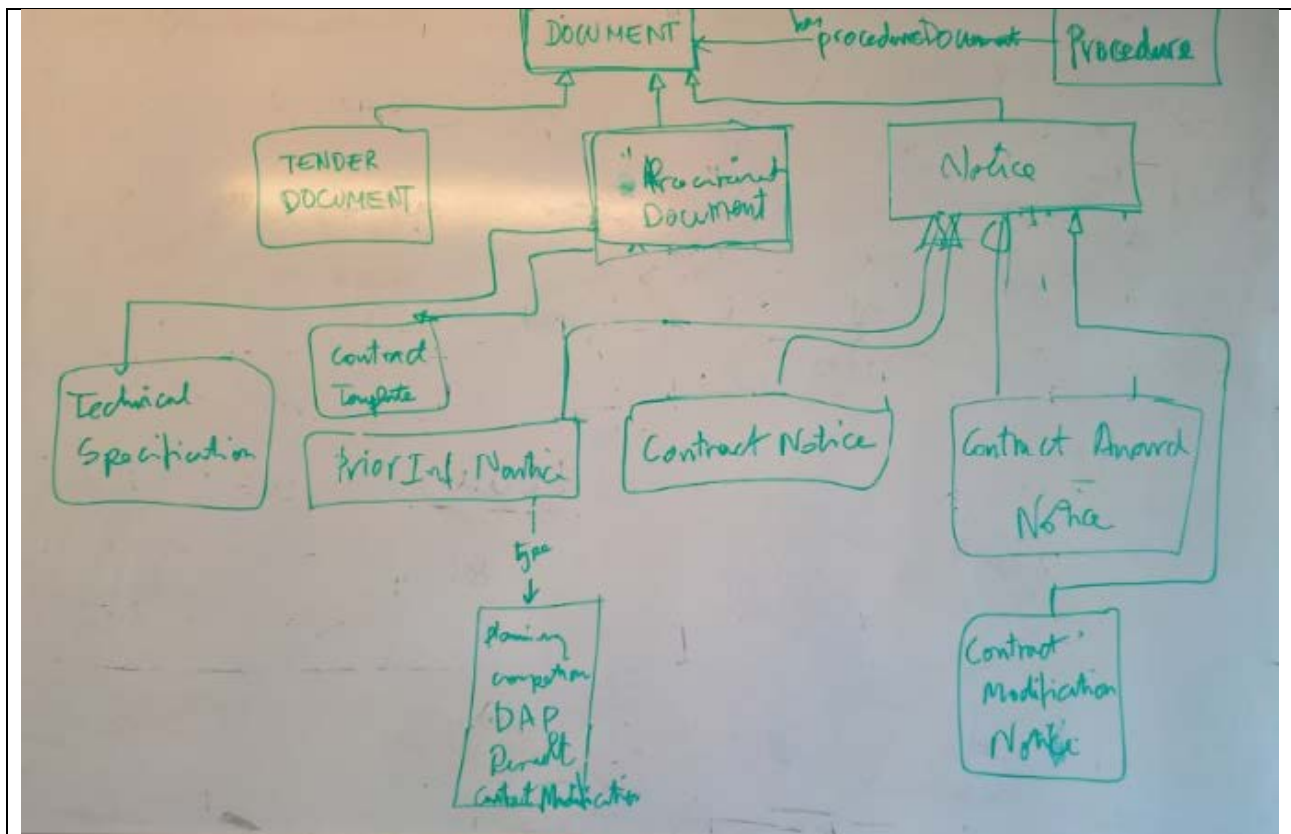 DOCUMENT
has
procedureDocument
Procedure
TENDER
DOCUMENT
Procurement
Document
Notice
Technical
Specification
Contract
Template
Prior Inf. Notice
Contract Notice
Contract Award
Notice
type
planning
competition
DAP
Result
Contract Modification
Contract
Modification
Notice